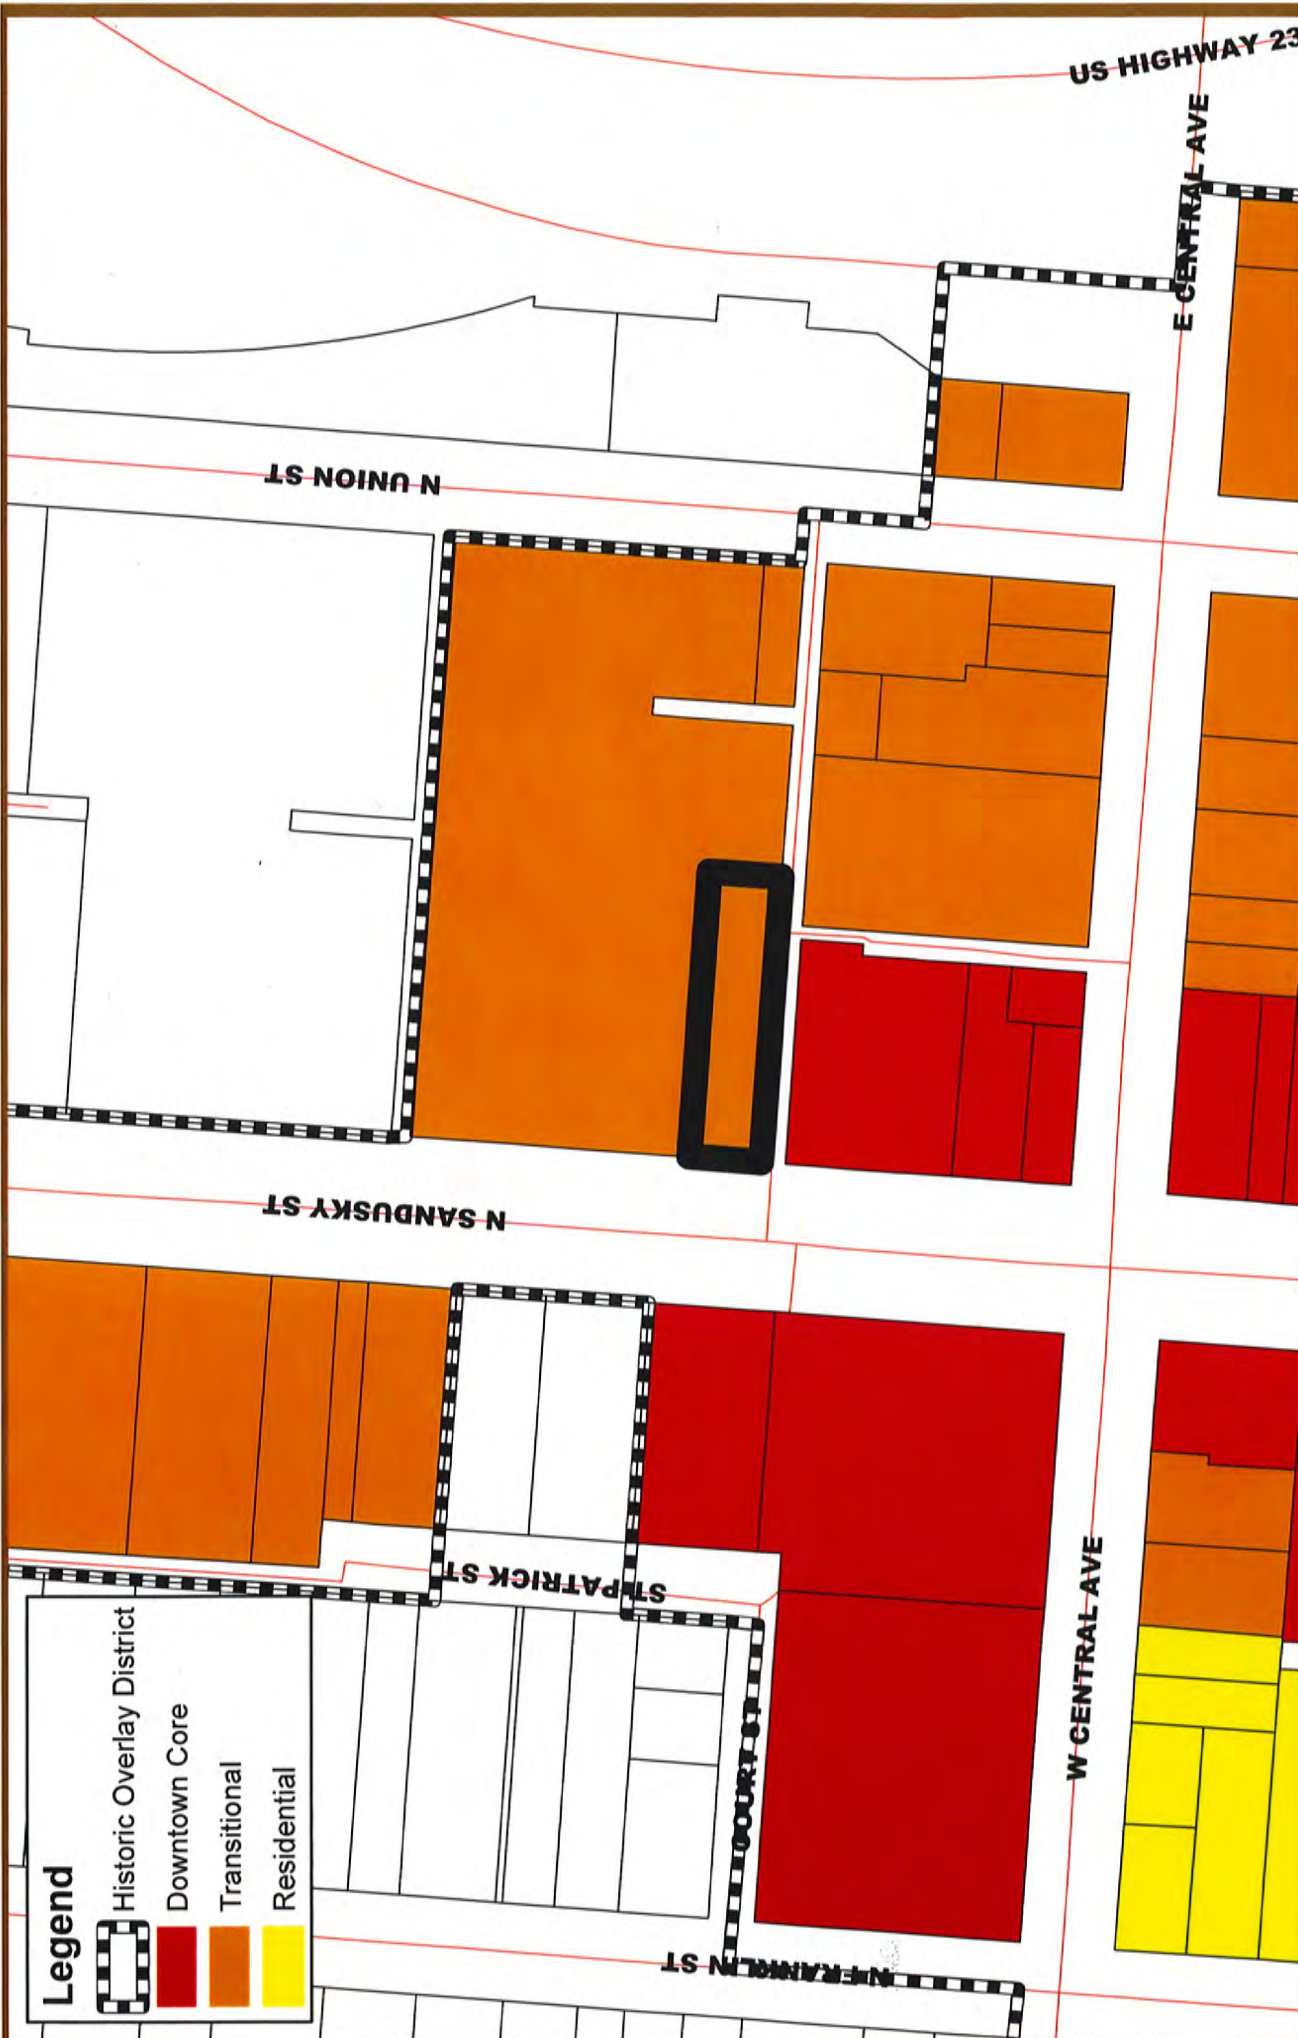 US HIGHWAY 23
E CENTRAL AVE
N UNION ST
N SANDUSKY ST
ST PATRICK ST
W CENTRAL AVE
COURT ST
N FRANKLIN ST
Legend
Historic Overlay District
Downtown Core
Transitional
Residential